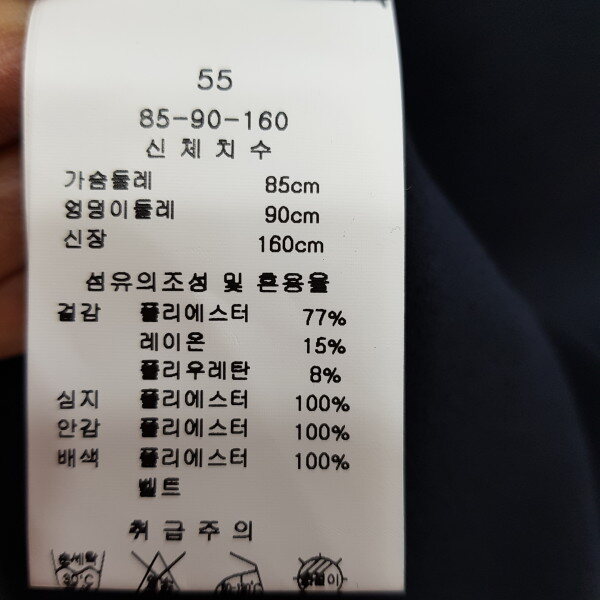 55
85-90-160
신체치수
가슴둘레 85cm
엉덩이둘레 90cm
신장 160cm
섬유의조성 및 혼용율
겉감 폴리에스터 77%
레이온 15%
폴리우레탄 8%
심지 폴리에스터 100%
안감 폴리에스터 100%
배색 폴리에스터 100%
벨트
취급주의
손세탁
30°C